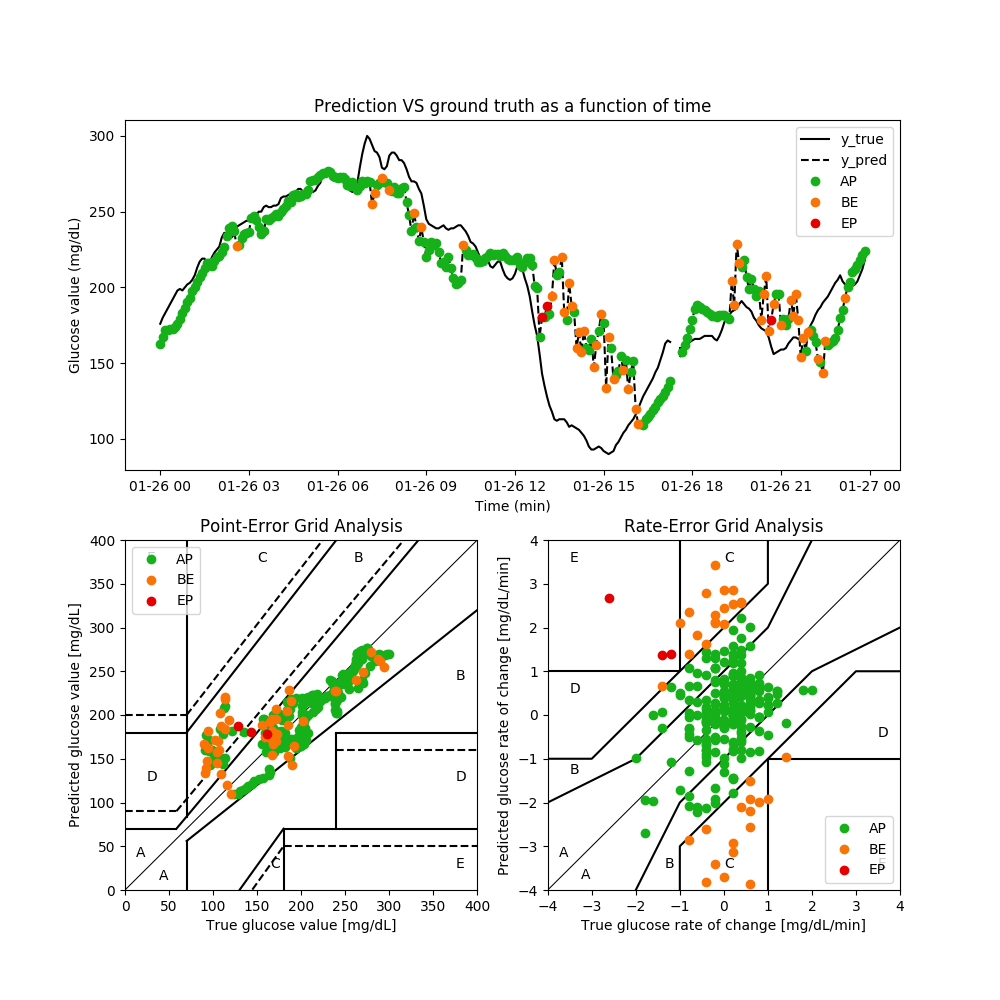 Prediction VS ground truth as a function of time
Glucose value (mg/dL)
300
250
200
150
100
y_true
y_pred
AP
BE
EP
01-26 00 01-26 03 01-26 06 01-26 09 01-26 12 01-26 15 01-26 18 01-26 21 01-27 00
Time (min)
Point-Error Grid Analysis
Predicted glucose value [mg/dL]
400
350
300
250
200
150
100
50
0
AP
BE
EP
E
C
B
B
D
D
A
A
C
E
0 50 100 150 200 250 300 350 400
True glucose value [mg/dL]
Rate-Error Grid Analysis
Predicted glucose rate of change [mg/dL/min]
4
3
2
1
0
−1
−2
−3
−4
E
C
D
D
B
A
A
B
C
E
AP
BE
EP
−4 −3 −2 −1 0 1 2 3 4
True glucose rate of change [mg/dL/min]